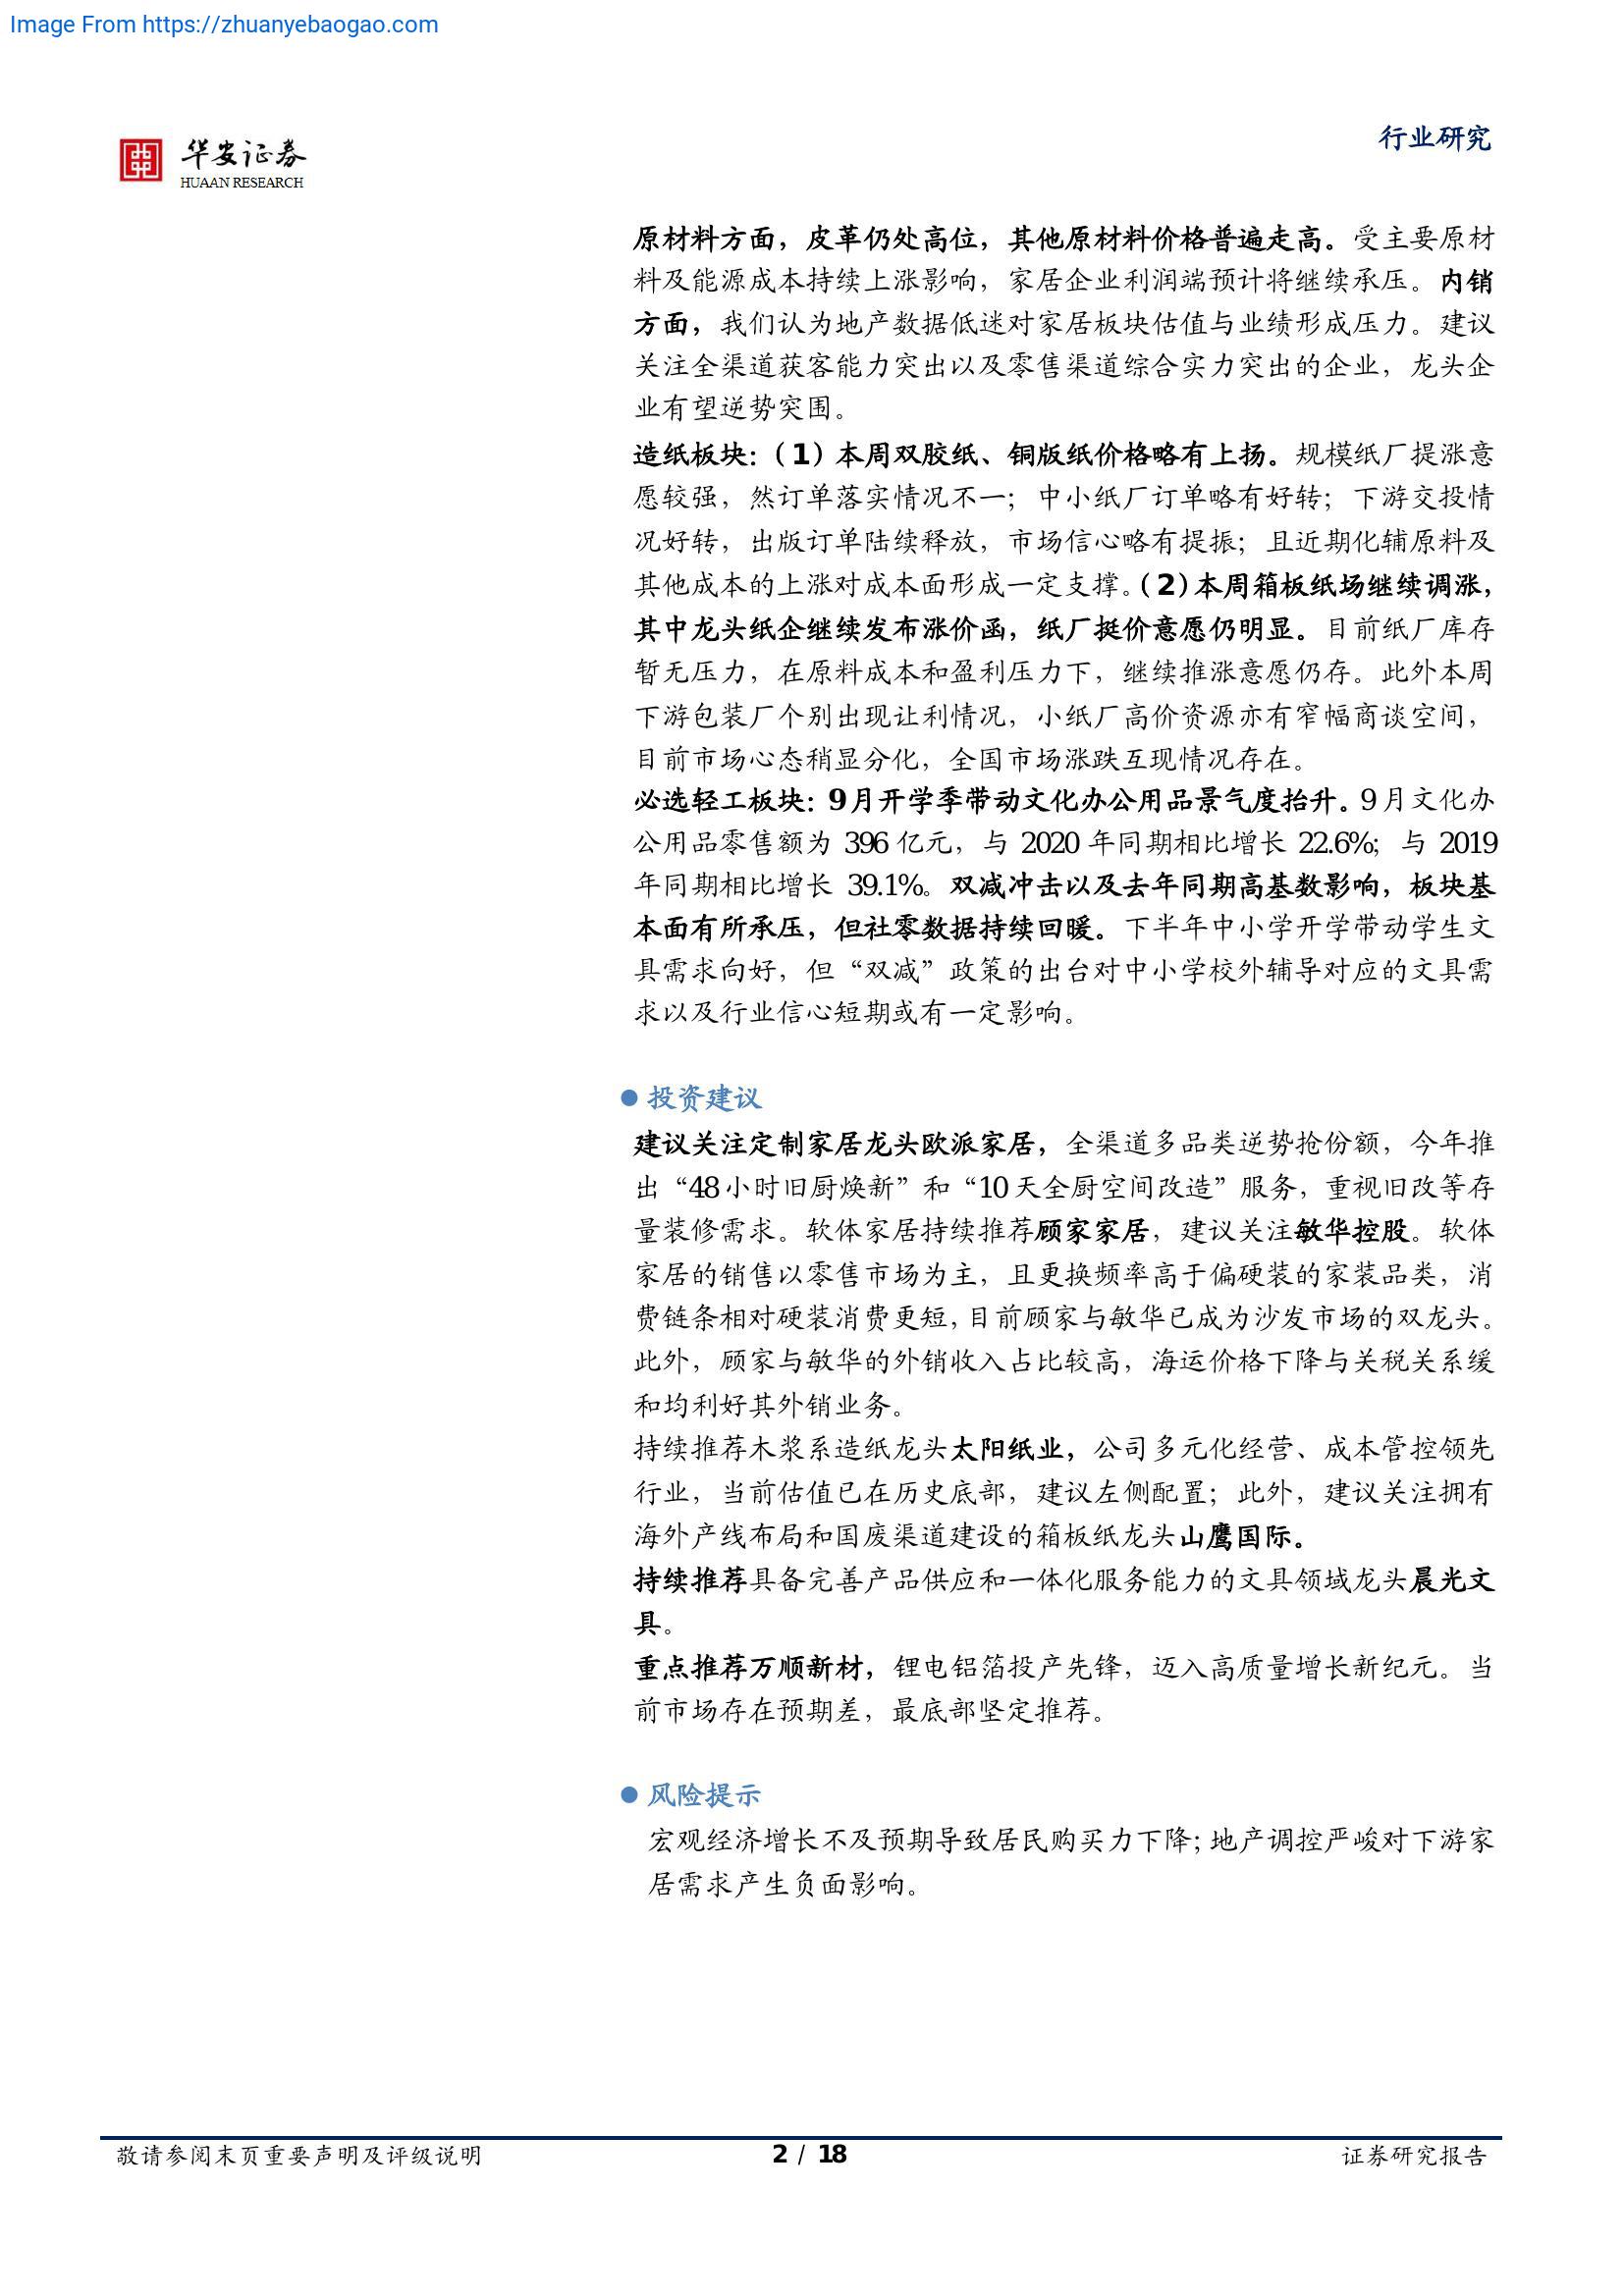 Image From https://zhuanyebaogao.com
华安证券
HUAAN RESEARCH
行业研究
原材料方面，皮革仍处高位，其他原材料价格普遍走高。受主要原材
料及能源成本持续上涨影响，家居企业利润端预计将继续承压。内销
方面，我们认为地产数据低迷对家居板块估值与业绩形成压力。建议
关注全渠道获客能力突出以及零售渠道综合实力突出的企业，龙头企
业有望逆势突围。
造纸板块：（1）本周双胶纸、铜版纸价格略有上扬。规模纸厂提涨意
愿较强，然订单落实情况不一；中小纸厂订单略有好转；下游交投情
况好转，出版订单陆续释放，市场信心略有提振；且近期化辅原料及
其他成本的上涨对成本面形成一定支撑。（2）本周箱板纸场继续调涨，
其中龙头纸企继续发布涨价函，纸厂挺价意愿仍明显。目前纸厂库存
暂无压力，在原料成本和盈利压力下，继续推涨意愿仍存。此外本周
下游包装厂个别出现让利情况，小纸厂高价资源亦有窄幅商谈空间，
目前市场心态稍显分化，全国市场涨跌互现情况存在。
必选轻工板块：9月开学季带动文化办公用品景气度抬升。9月文化办
公用品零售额为 396 亿元，与 2020 年同期相比增长 22.6%；与 2019
年同期相比增长 39.1%。双减冲击以及去年同期高基数影响，板块基
本面有所承压，但社零数据持续回暖。下半年中小学开学带动学生文
具需求向好，但“双减”政策的出台对中小学校外辅导对应的文具需
求以及行业信心短期或有一定影响。
● 投资建议
建议关注定制家居龙头欧派家居，全渠道多品类逆势抢份额，今年推
出“48小时旧厨焕新”和“10天全厨空间改造”服务，重视旧改等存
量装修需求。软体家居持续推荐顾家家居，建议关注敏华控股。软体
家居的销售以零售市场为主，且更换频率高于偏硬装的家装品类，消
费链条相对硬装消费更短，目前顾家与敏华已成为沙发市场的双龙头。
此外，顾家与敏华的外销收入占比较高，海运价格下降与关税关系缓
和均利好其外销业务。
持续推荐木浆系造纸龙头太阳纸业，公司多元化经营、成本管控领先
行业，当前估值已在历史底部，建议左侧配置；此外，建议关注拥有
海外产线布局和国废渠道建设的箱板纸龙头山鹰国际。
持续推荐具备完善产品供应和一体化服务能力的文具领域龙头晨光文
具。
重点推荐万顺新材，锂电铝箔投产先锋，迈入高质量增长新纪元。当
前市场存在预期差，最底部坚定推荐。
● 风险提示
宏观经济增长不及预期导致居民购买力下降；地产调控严峻对下游家
居需求产生负面影响。
敬请参阅末页重要声明及评级说明
2 / 18
证券研究报告